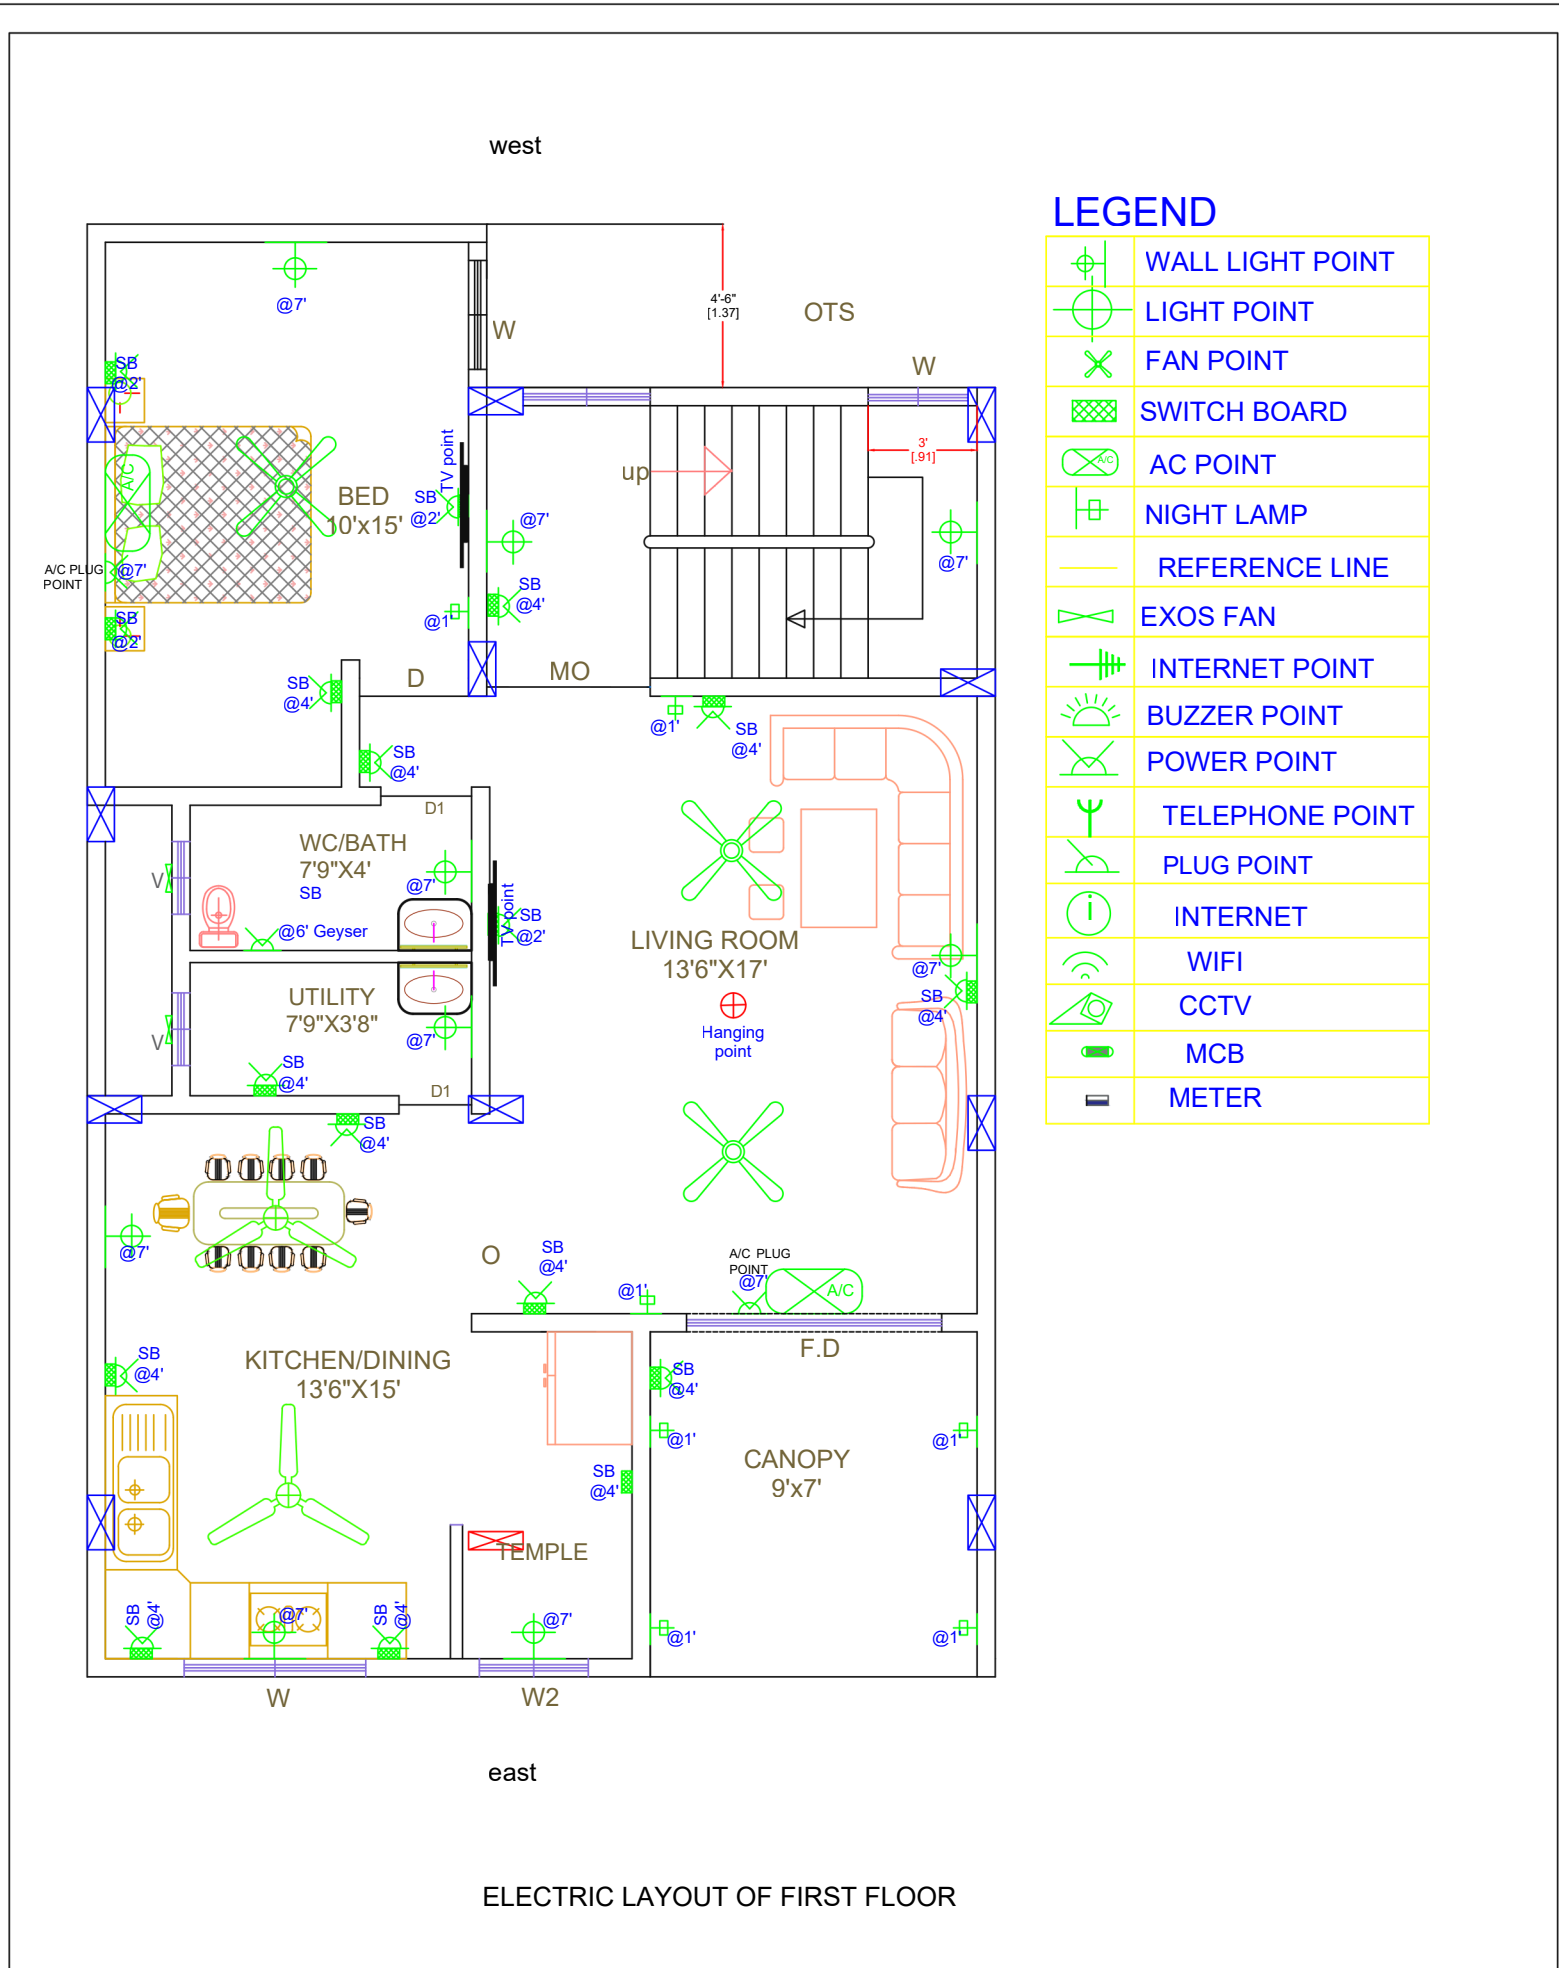 west
LEGEND
WALL LIGHT POINT
LIGHT POINT
FAN POINT
SWITCH BOARD
A/C
AC POINT
NIGHT LAMP
REFERENCE LINE
EXOS FAN
INTERNET POINT
BUZZER POINT
POWER POINT
TELEPHONE POINT
PLUG POINT
i
INTERNET
WIFI
CCTV
MCB
METER
@7'
4'-6"
[1.37]
OTS
W
W
SB
@2'
3'
[.91]
TV point
up
A/C
BED
10'x15'
SB
@2'
@7'
@7'
A/C PLUG
POINT
@7'
SB
@4'
@1'
SB
@2'
D
MO
SB
@4'
@1'
SB
@4'
SB
@4'
D1
WC/BATH
7'9"X4'
SB
V
@7'
TV point
SB
@2'
@6' Geyser
LIVING ROOM
13'6"X17'
@7'
SB
@4'
UTILITY
7'9"X3'8"
Hanging
point
V
@7'
SB
@4'
D1
SB
@4'
@7'
O
SB
@4'
A/C PLUG
POINT
@7'
A/C
@1'
F.D
SB
@4'
KITCHEN/DINING
13'6"X15'
SB
@4'
@1'
@1'
CANOPY
9'x7'
SB
@4'
TEMPLE
SB
@4'
@7'
SB
@4'
@7'
@1'
@1'
W
W2
east
ELECTRIC LAYOUT OF FIRST FLOOR